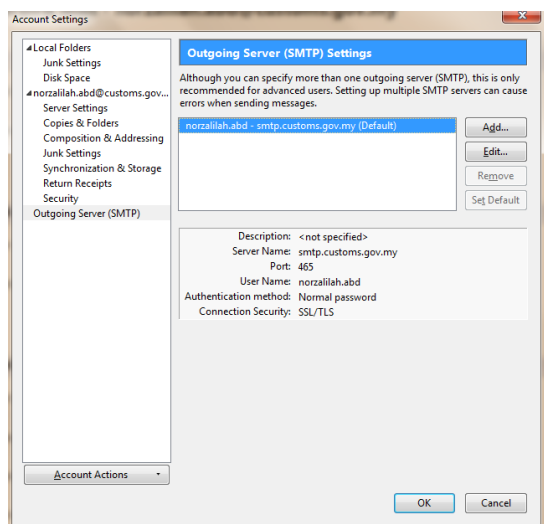 Account Settings
Local Folders
Junk Settings
Disk Space
norzalilah.abd@customs.gov...
Server Settings
Copies & Folders
Composition & Addressing
Junk Settings
Synchronization & Storage
Return Receipts
Security
Outgoing Server (SMTP)
Account Actions
Outgoing Server (SMTP) Settings
Although you can specify more than one outgoing server (SMTP), this is only
recommended for advanced users. Setting up multiple SMTP servers can cause
errors when sending messages.
norzalilah.abd - smtp.customs.gov.my (Default)
Add...
Edit...
Remove
Set Default
Description: <not specified>
Server Name: smtp.customs.gov.my
Port: 465
User Name: norzalilah.abd
Authentication method: Normal password
Connection Security: SSL/TLS
OK
Cancel